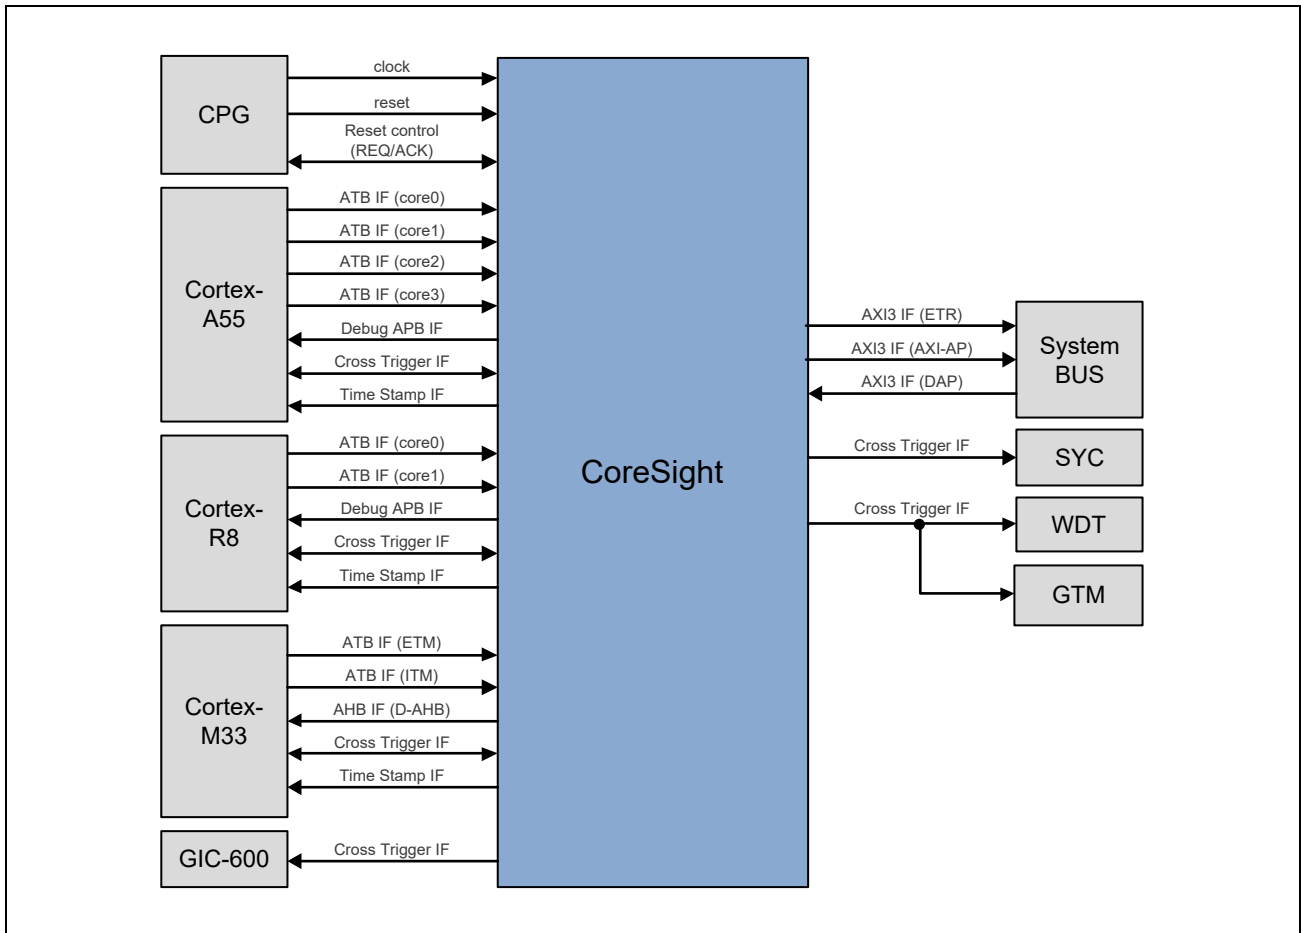 CPG
clock
reset
Reset control
(REQ/ACK)
Cortex-
A55
ATB IF (core0)
ATB IF (core1)
ATB IF (core2)
ATB IF (core3)
Debug APB IF
Cross Trigger IF
Time Stamp IF
Cortex-
R8
ATB IF (core0)
ATB IF (core1)
Debug APB IF
Cross Trigger IF
Time Stamp IF
Cortex-
M33
ATB IF (ETM)
ATB IF (ITM)
AHB IF (D-AHB)
Cross Trigger IF
Time Stamp IF
GIC-600
Cross Trigger IF
CoreSight
AXI3 IF (ETR)
AXI3 IF (AXI-AP)
AXI3 IF (DAP)
System
BUS
Cross Trigger IF
SYC
Cross Trigger IF
WDT
GTM